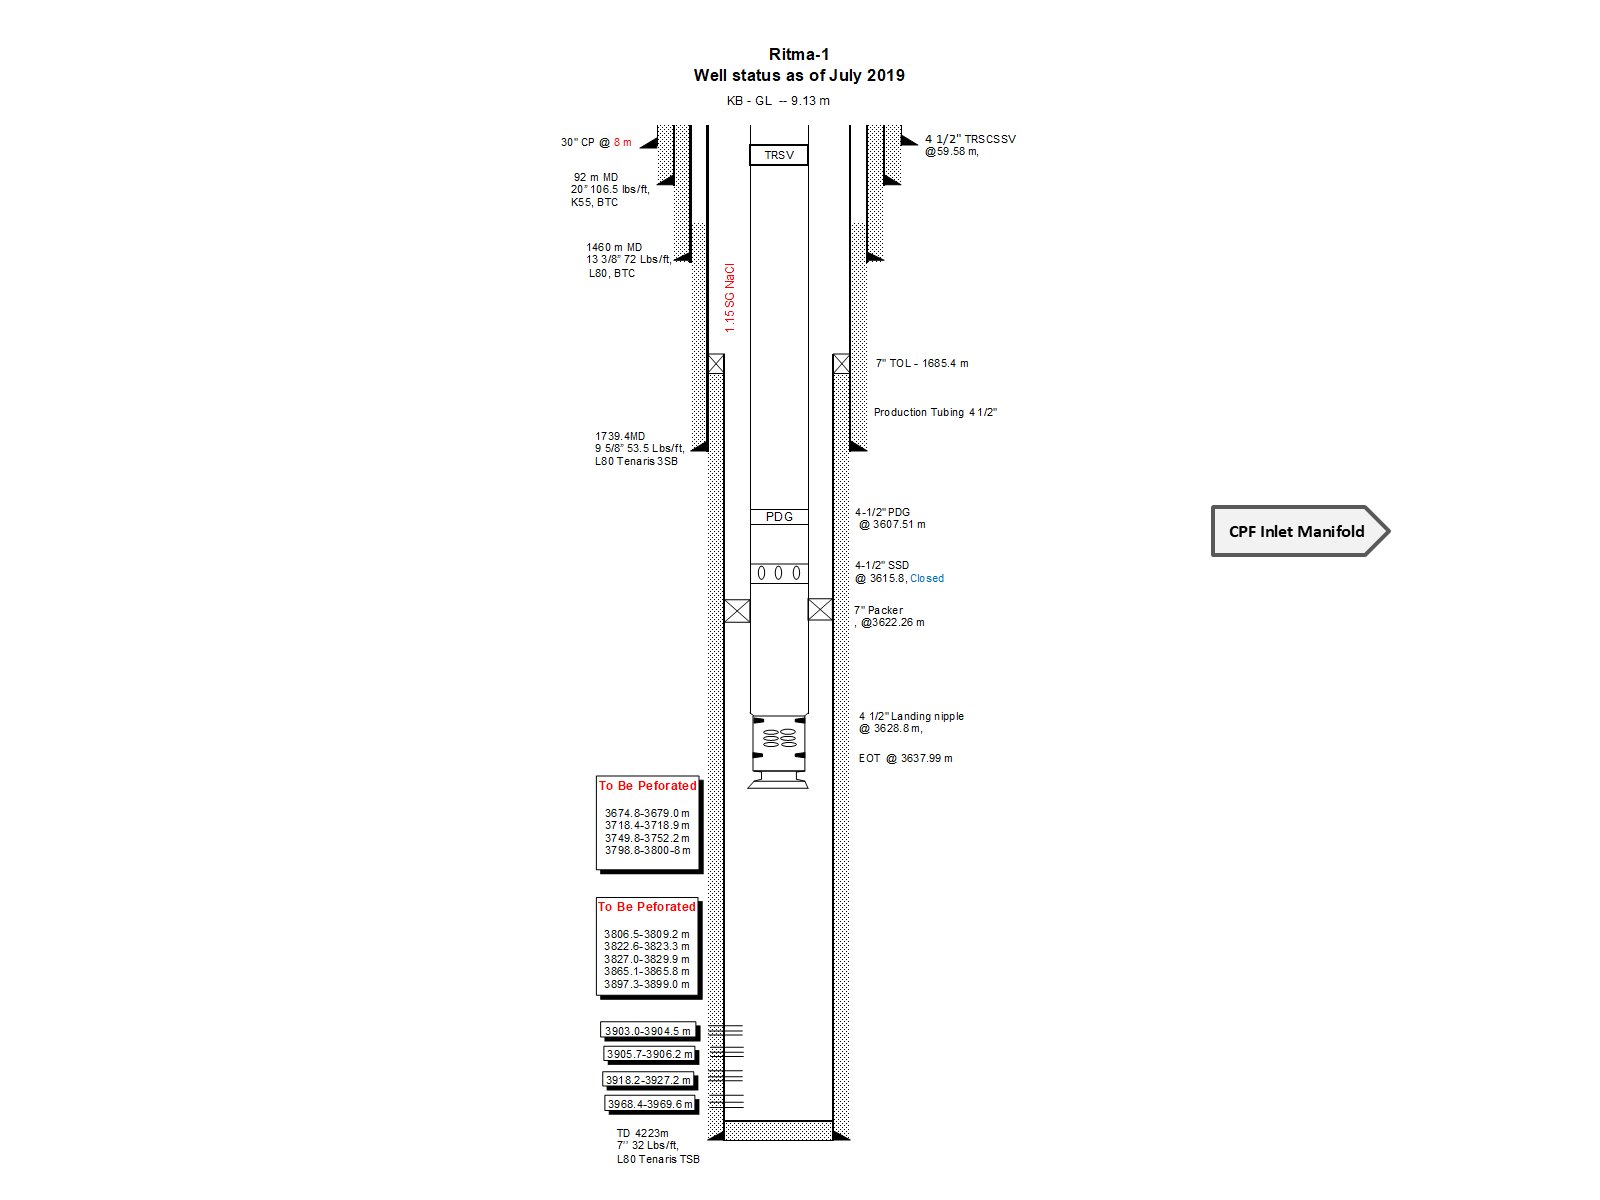 Ritma-1
Well status as of July 2019
KB - GL -- 9.13 m
30" CP @ 8 m
TRSV
4 1/2" TRSCSSV
@59.58 m,
92 m MD
20" 106.5 lbs/ft,
K55, BTC
1460 m MD
13 3/8" 72 Lbs/ft,
L80, BTC
1.15 SG NaCl
7" TOL - 1685.4 m
Production Tubing 4 1/2"
1739.4MD
9 5/8" 53.5 Lbs/ft,
L80 Tenaris 3SB
PDG
4-1/2" PDG
@ 3607.51 m
CPF Inlet Manifold
4-1/2" SSD
@ 3615.8, Closed
7" Packer
, @3622.26 m
4 1/2" Landing nipple
@ 3628.8 m,
EOT @ 3637.99 m
To Be Peforated
3674.8-3679.0 m
3718.4-3718.9 m
3749.8-3752.2 m
3798.8-3800-8 m
To Be Peforated
3806.5-3809.2 m
3822.6-3823.3 m
3827.0-3829.9 m
3865.1-3865.8 m
3897.3-3899.0 m
3903.0-3904.5 m
3905.7-3906.2 m
3918.2-3927.2 m
3968.4-3969.6 m
TD 4223m
7'' 32 Lbs/ft,
L80 Tenaris TSB